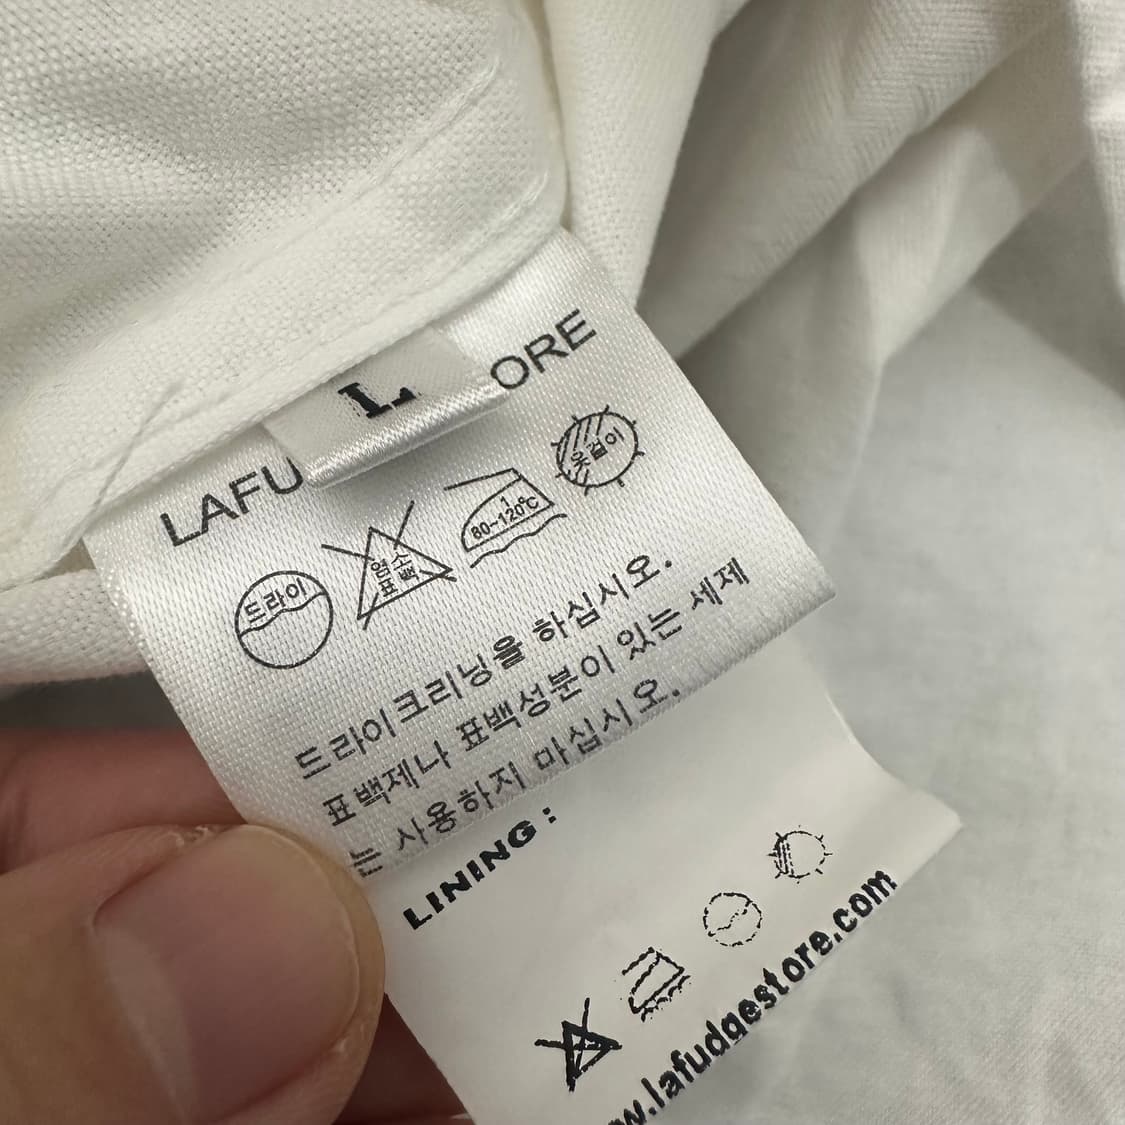 LAFU ORE
L
드라이
염소
표백
1
80~120℃
옷걸이
드라이크리닝을 하십시오.
표백제나 표백성분이 있는 세제
는 사용하지 마십시오.
LINING:
w.lafudgestore.com